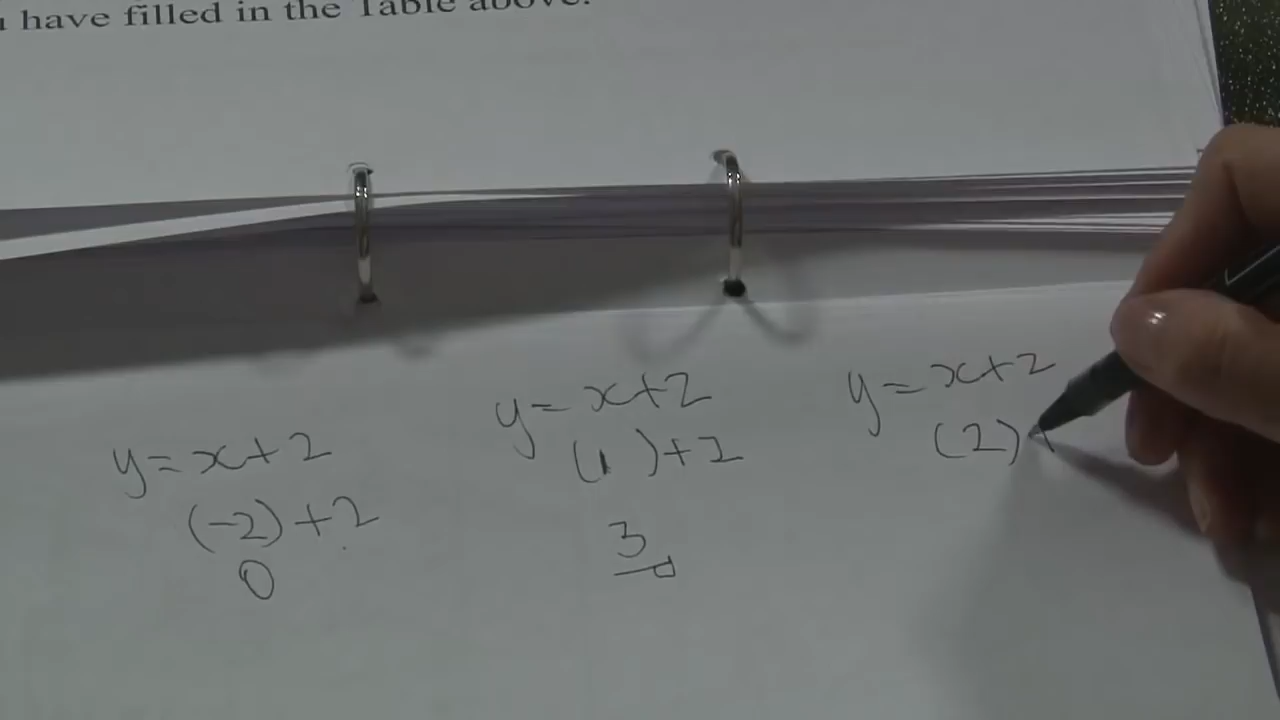 have filled in the Table above.
y = x + 2
(-2) + 2
0
y = x + 2
(1) + 2
3
y = x + 2
(2)